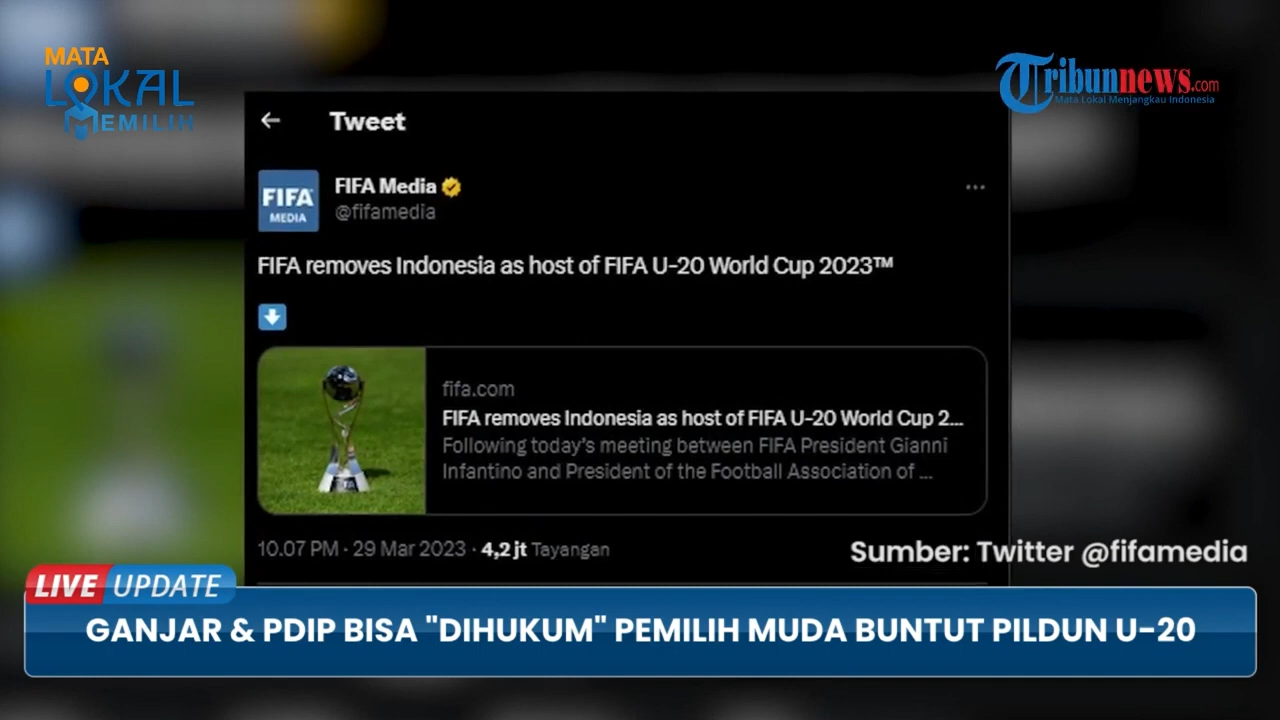 MATA
LOKAL
MEMILIH
Tribunnews.com
Mata Lokal Menjangkau Indonesia
← Tweet
FIFA
MEDIA
FIFA Media
@fifamedia
FIFA removes Indonesia as host of FIFA U-20 World Cup 2023™
fifa.com
FIFA removes Indonesia as host of FIFA U-20 World Cup 2...
Following today's meeting between FIFA President Gianni
Infantino and President of the Football Association of ...
10.07 PM · 29 Mar 2023 · 4,2 jt Tayangan
Sumber: Twitter @fifamedia
LIVE UPDATE
GANJAR & PDIP BISA "DIHUKUM" PEMILIH MUDA BUNTUT PILDUN U-20